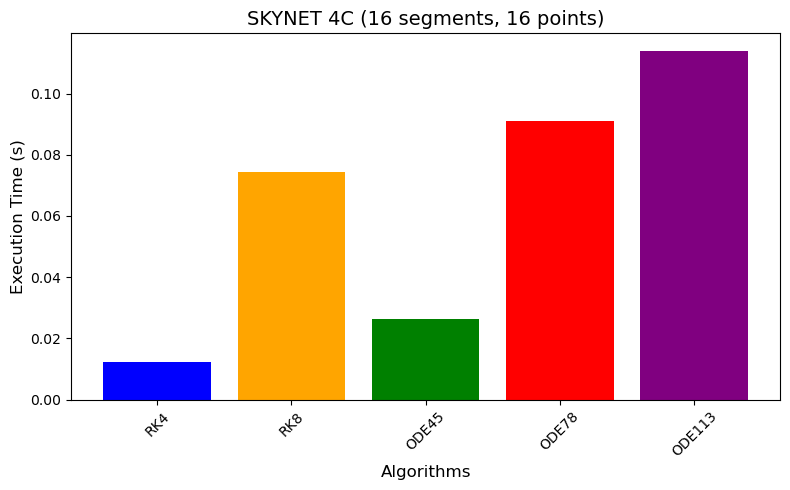 SKYNET 4C (16 segments, 16 points)
Execution Time (s)
0.10
0.08
0.06
0.04
0.02
0.00
RK4
RK8
ODE45
ODE78
ODE113
Algorithms